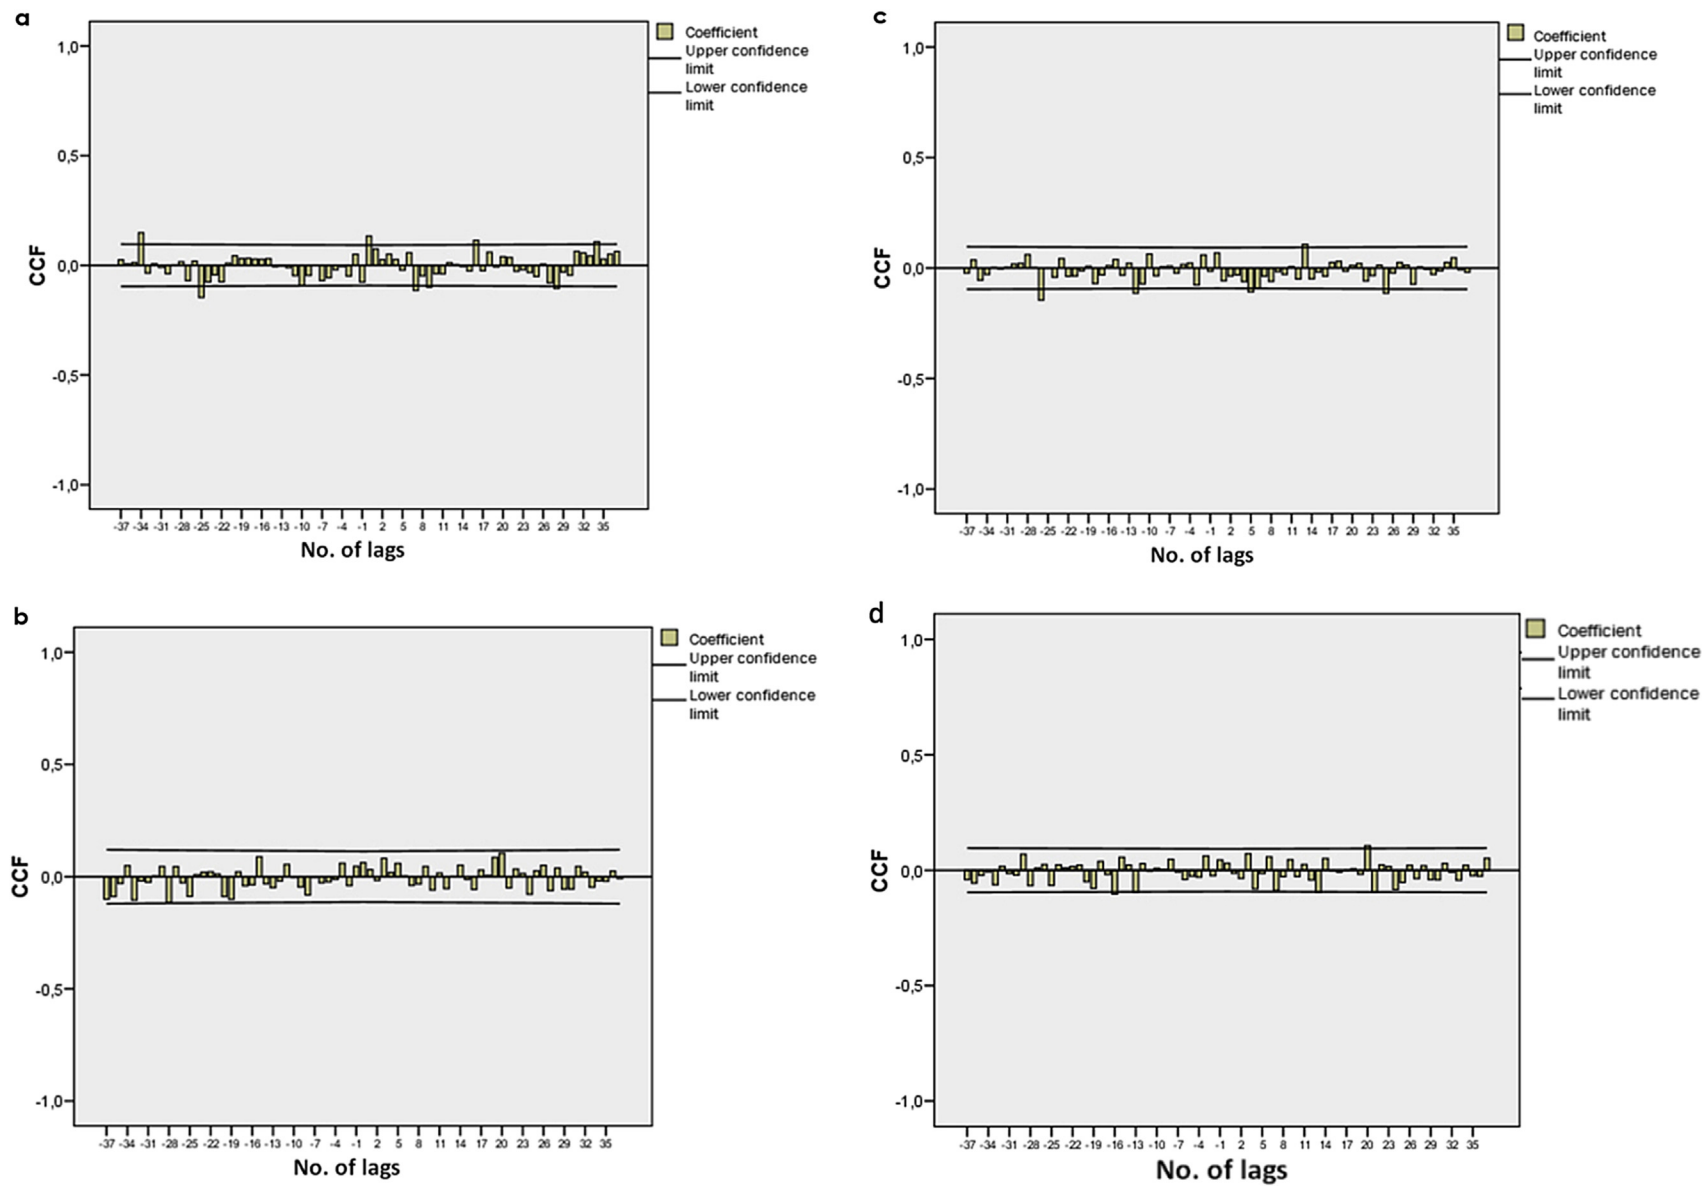 a
1,0
0,5
0,0
-0,5
-1,0
CCF
-37 -34 -31 -28 -25 -22 -19 -16 -13 -10 -7 -4 -1 2 5 8 11 14 17 20 23 26 29 32 35
No. of lags
Coefficient
Upper confidence
limit
Lower confidence
limit
c
1,0
0,5
0,0
-0,5
-1,0
CCF
-37 -34 -31 -28 -25 -22 -19 -16 -13 -10 -7 -4 -1 2 5 8 11 14 17 20 23 26 29 32 35
No. of lags
Coefficient
Upper confidence
limit
Lower confidence
limit
b
1,0
0,5
0,0
-0,5
-1,0
CCF
-37 -34 -31 -28 -25 -22 -19 -16 -13 -10 -7 -4 -1 2 5 8 11 14 17 20 23 26 29 32 35
No. of lags
Coefficient
Upper confidence
limit
Lower confidence
limit
d
1,0
0,5
0,0
-0,5
-1,0
CCF
-37 -34 -31 -28 -25 -22 -19 -16 -13 -10 -7 -4 -1 2 5 8 11 14 17 20 23 26 29 32 35
No. of lags
Coefficient
Upper confidence
limit
Lower confidence
limit